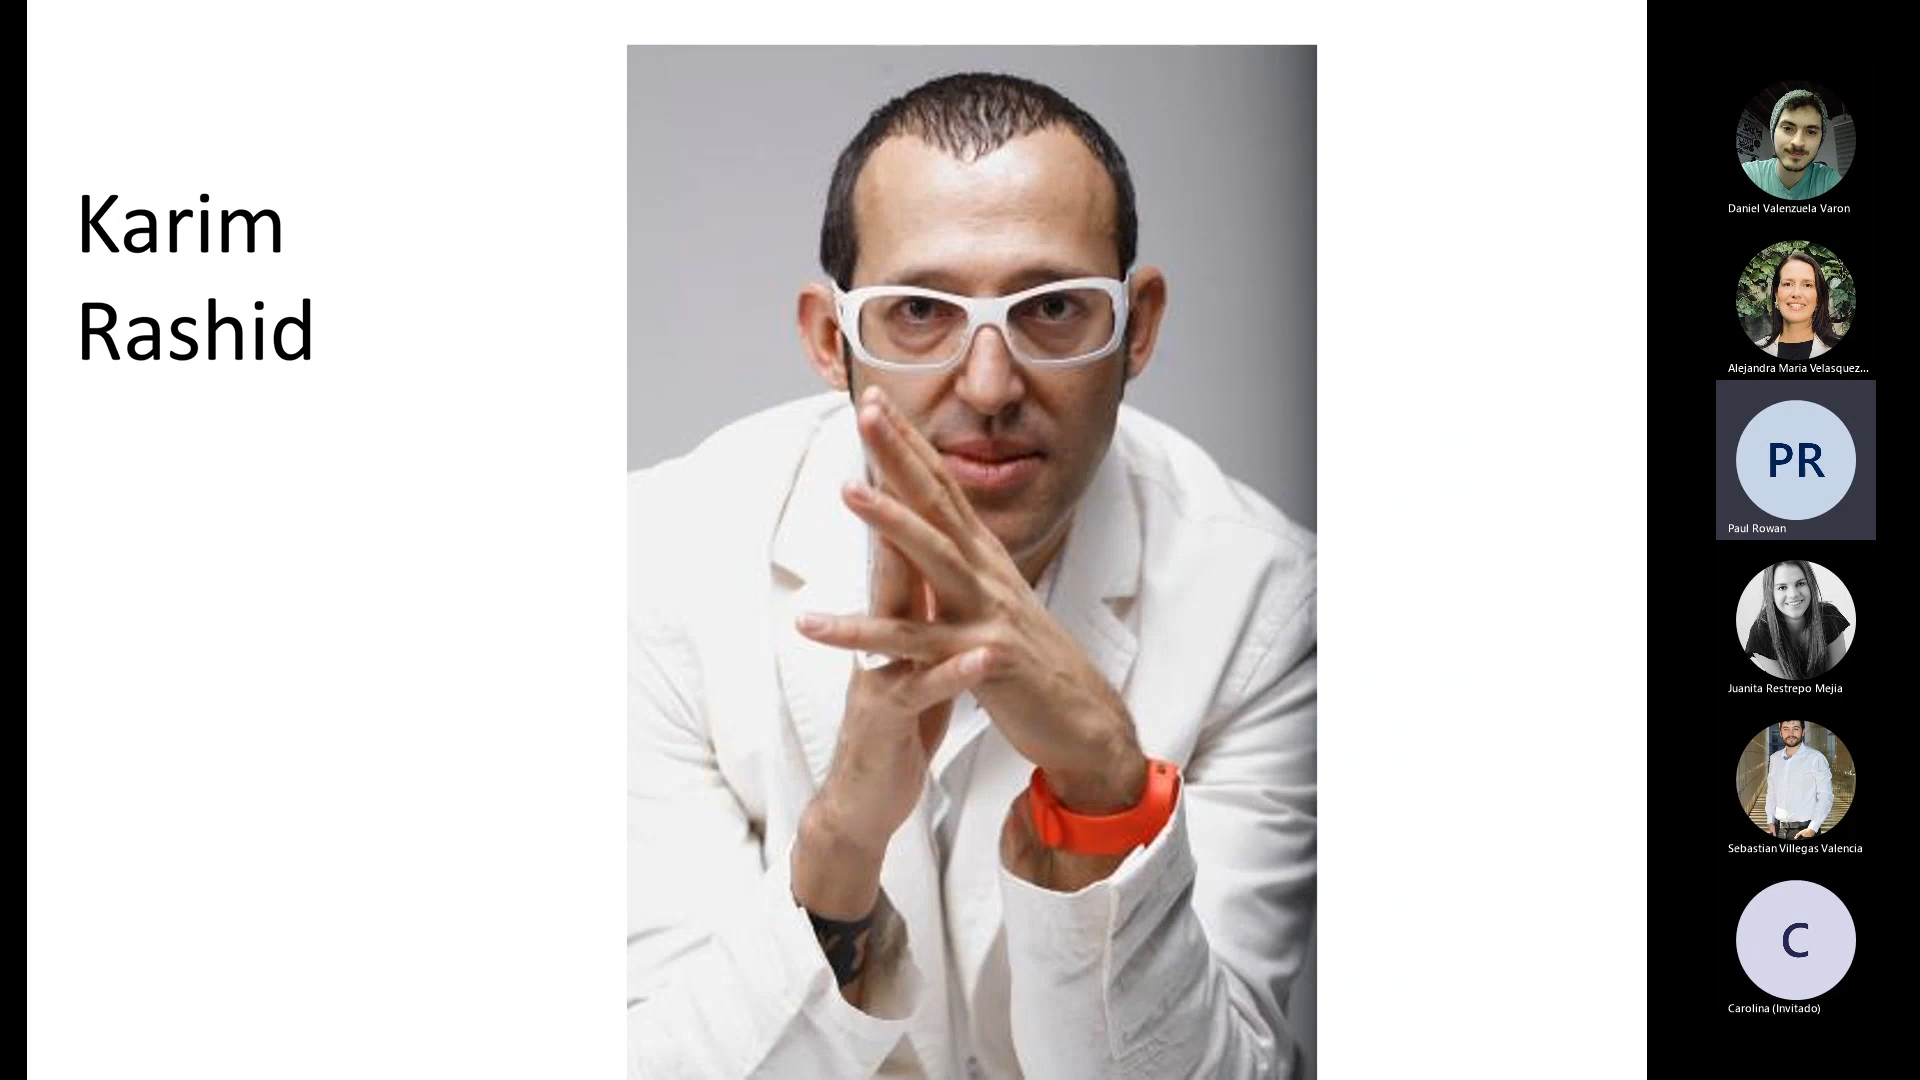 Karim
Rashid
Daniel Valenzuela Varon
Alejandra Maria Velasquez...
PR
Paul Rowan
Juanita Restrepo Mejia
Sebastian Villegas Valencia
C
Carolina (Invitado)